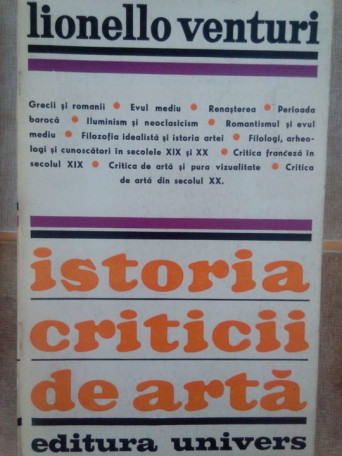 lionello venturi
Grecii și romanii ● Evul mediu ● Renașterea ● Perioada
barocă ● Iluminism și neoclasicism ● Romantismul și evul
mediu ● Filozofia idealistă și istoria artei ● Filologi, arheo-
logi și cunoscători în secolele XIX și XX ● Critica franceză în
secolul XIX ● Critica de artă și pura vizualitate ● Critica
de artă din secolul XX.
istoria
criticii
de artă
editura univers